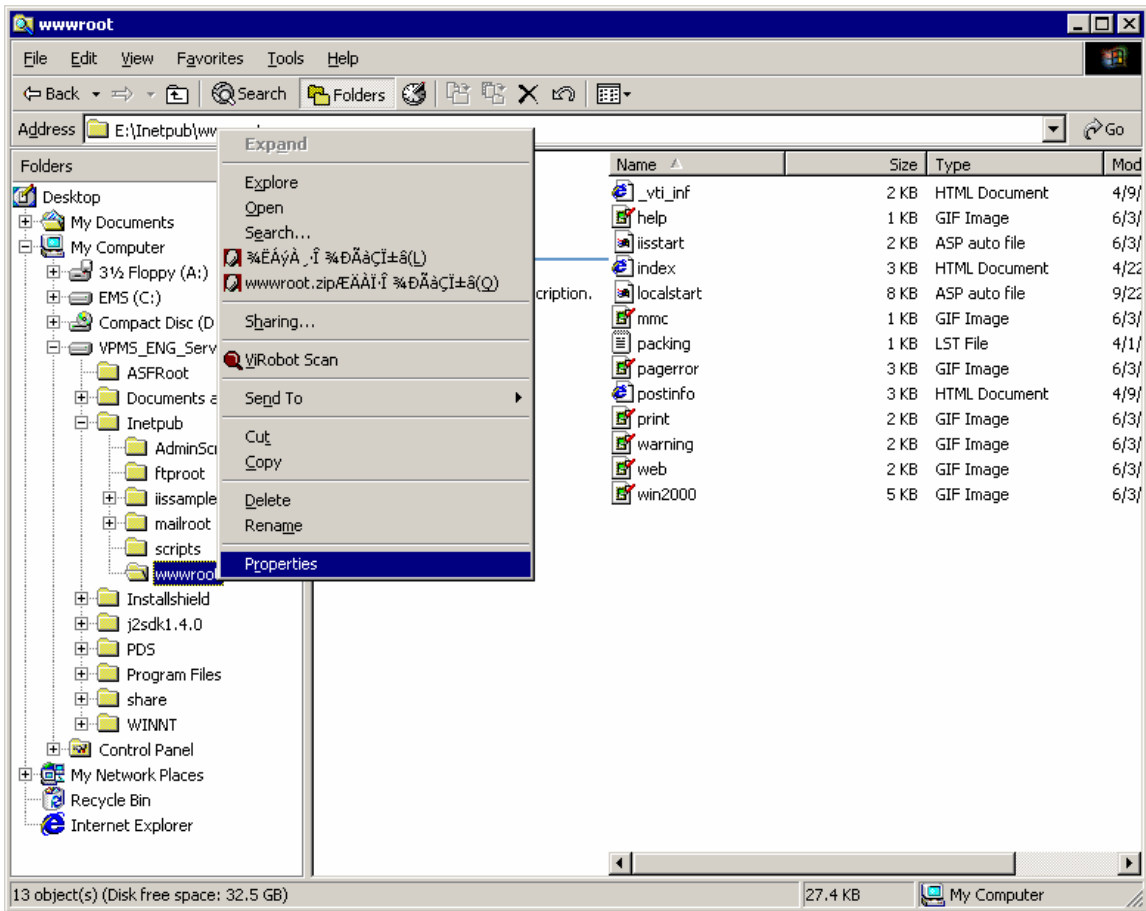 wwwroot
File Edit View Favorites Tools Help
Back Search Folders
Address E:\Inetpub\ww Go
Folders
Desktop
My Documents
My Computer
3½ Floppy (A:)
EMS (C:)
Compact Disc (D
VPMS_ENG_Serv
ASFRoot
Documents a
Inetpub
AdminScr
ftproot
iissample
mailroot
scripts
wwwroot
Installshield
j2sdk1.4.0
PDS
Program Files
share
WINNT
Control Panel
My Network Places
Recycle Bin
Internet Explorer
Expand
Explore
Open
Search...
¾ËÁýÀ¸·Î ¾ÐÃàÇÏ±â(L)
wwwroot.zipÆÄÀÏ·Î ¾ÐÃàÇÏ±â(Q)
Sharing...
ViRobot Scan
Send To
Cut
Copy
Delete
Rename
Properties
cription.
Name Size Type Mod
_vti_inf 2 KB HTML Document 4/9/
help 1 KB GIF Image 6/3/
iisstart 2 KB ASP auto file 6/3/
index 3 KB HTML Document 4/22
localstart 8 KB ASP auto file 9/22
mmc 1 KB GIF Image 6/3/
packing 1 KB LST File 4/1/
pagerror 3 KB GIF Image 6/3/
postinfo 3 KB HTML Document 4/9/
print 2 KB GIF Image 6/3/
warning 2 KB GIF Image 6/3/
web 2 KB GIF Image 6/3/
win2000 5 KB GIF Image 6/3/
13 object(s) (Disk free space: 32.5 GB) 27.4 KB My Computer